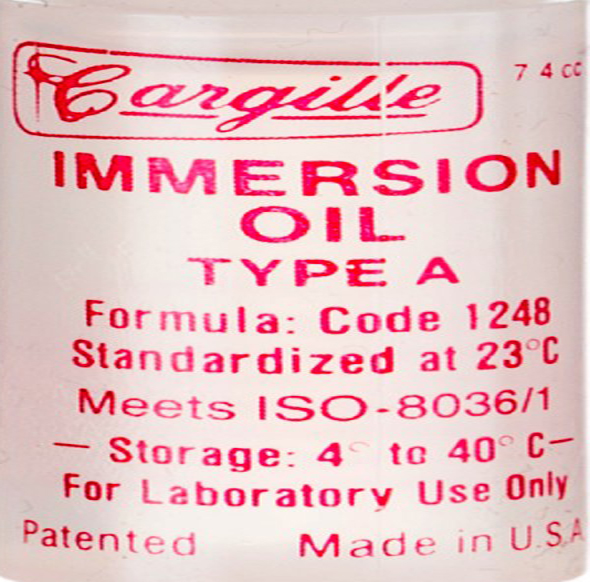 Cargille 7 4 cc
IMMERSION
OIL
TYPE A
Formula: Code 1248
Standardized at 23°C
Meets ISO-8036/1
— Storage: 4° to 40° C—
For Laboratory Use Only
Patented Made in U.S.A